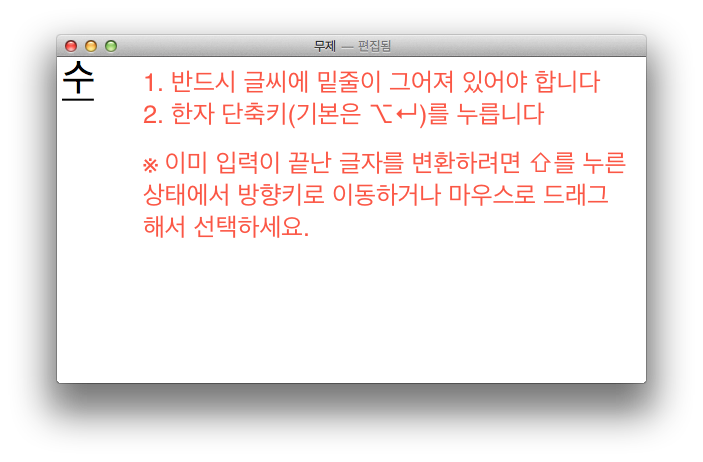 무제 — 편집됨
수
1. 반드시 글씨에 밑줄이 그어져 있어야 합니다
2. 한자 단축키(기본은 ⌥↩)를 누릅니다
※ 이미 입력이 끝난 글자를 변환하려면 ⇧를 누른
상태에서 방향키로 이동하거나 마우스로 드래그
해서 선택하세요.